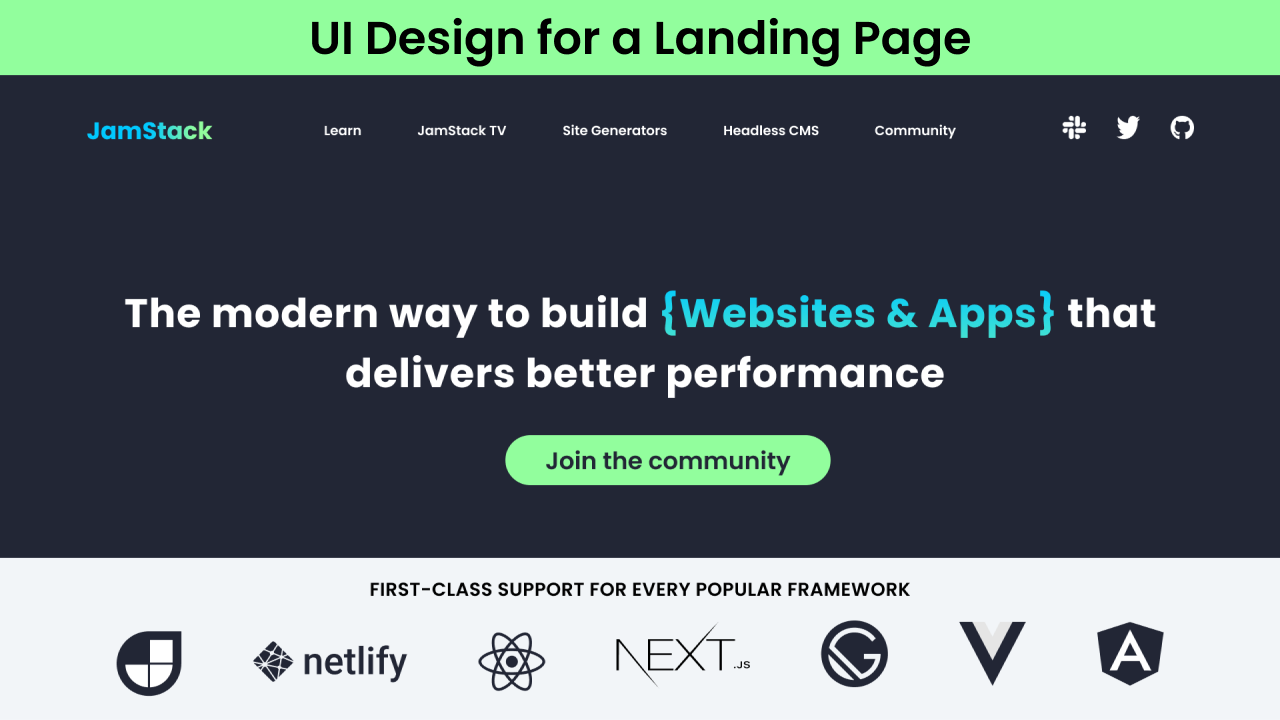 UI Design for a Landing Page
JamStack
Learn
JamStack TV
Site Generators
Headless CMS
Community
The modern way to build {Websites & Apps} that
delivers better performance
Join the community
FIRST-CLASS SUPPORT FOR EVERY POPULAR FRAMEWORK
netlify
NEXT.JS